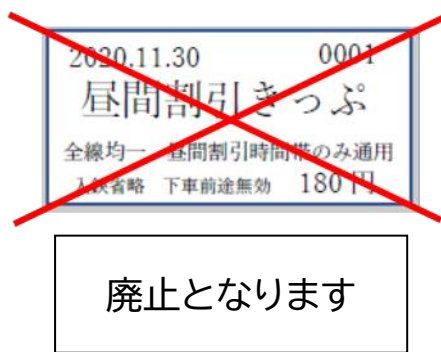 2020.11.30 0001
昼間割引きっぷ
全線均一 昼間割引時間帯のみ通用
入鋏省略 下車前途無効 180円
廃止となります